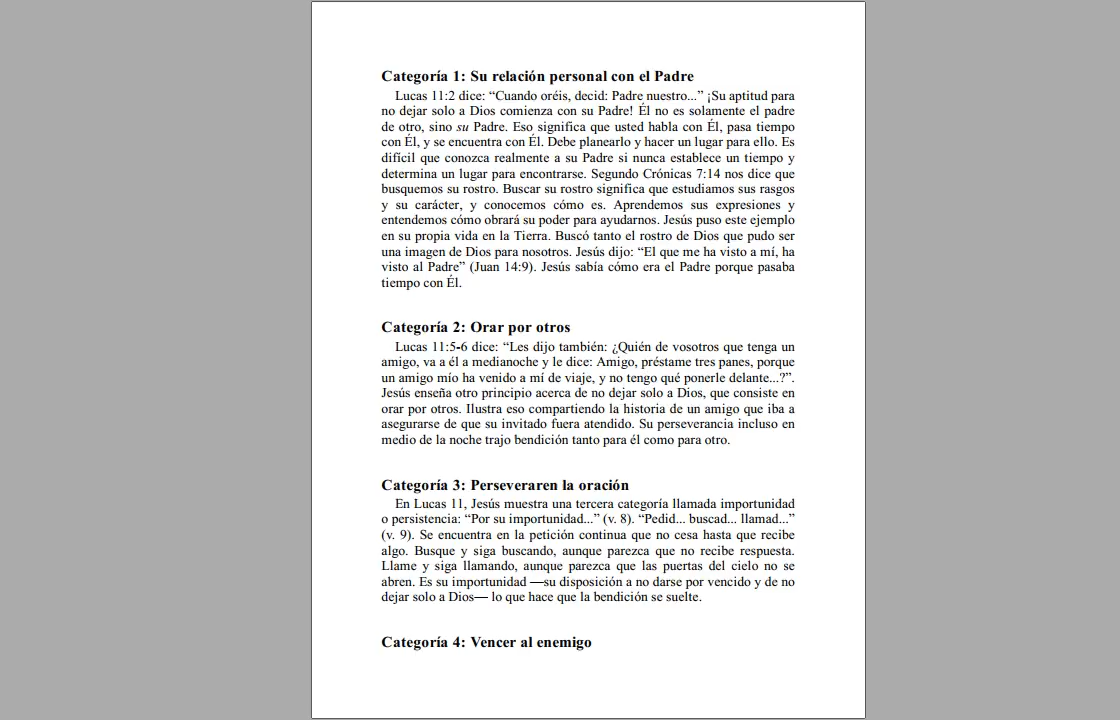 Categoría 1: Su relación personal con el Padre
Lucas 11:2 dice: “Cuando oréis, decid: Padre nuestro...” ¡Su aptitud para
no dejar solo a Dios comienza con su Padre! Él no es solamente el padre
de otro, sino su Padre. Eso significa que usted habla con Él, pasa tiempo
con Él, y se encuentra con Él. Debe planearlo y hacer un lugar para ello. Es
difícil que conozca realmente a su Padre si nunca establece un tiempo y
determina un lugar para encontrarse. Segundo Crónicas 7:14 nos dice que
busquemos su rostro. Buscar su rostro significa que estudiamos sus rasgos
y su carácter, y conocemos cómo es. Aprendemos sus expresiones y
entendemos cómo obrará su poder para ayudarnos. Jesús puso este ejemplo
en su propia vida en la Tierra. Buscó tanto el rostro de Dios que pudo ser
una imagen de Dios para nosotros. Jesús dijo: “El que me ha visto a mí, ha
visto al Padre” (Juan 14:9). Jesús sabía cómo era el Padre porque pasaba
tiempo con Él.
Categoría 2: Orar por otros
Lucas 11:5-6 dice: “Les dijo también: ¿Quién de vosotros que tenga un
amigo, va a él a medianoche y le dice: Amigo, préstame tres panes, porque
un amigo mío ha venido a mí de viaje, y no tengo qué ponerle delante...?”.
Jesús enseña otro principio acerca de no dejar solo a Dios, que consiste en
orar por otros. Ilustra eso compartiendo la historia de un amigo que iba a
asegurarse de que su invitado fuera atendido. Su perseverancia incluso en
medio de la noche trajo bendición tanto para él como para otro.
Categoría 3: Perseveraren la oración
En Lucas 11, Jesús muestra una tercera categoría llamada importunidad
o persistencia: “Por su importunidad...” (v. 8). “Pedid... buscad... llamad...”
(v. 9). Se encuentra en la petición continua que no cesa hasta que recibe
algo. Busque y siga buscando, aunque parezca que no recibe respuesta.
Llame y siga llamando, aunque parezca que las puertas del cielo no se
abren. Es su importunidad —su disposición a no darse por vencido y de no
dejar solo a Dios— lo que hace que la bendición se suelte.
Categoría 4: Vencer al enemigo